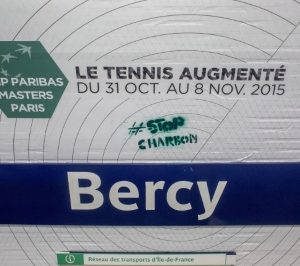 BNP PARIBAS
MASTERS
PARIS
LE TENNIS AUGMENTÉ
DU 31 OCT. AU 8 NOV. 2015
#STOP
CHARBON
Bercy
Réseau des transports d'Île-de-France